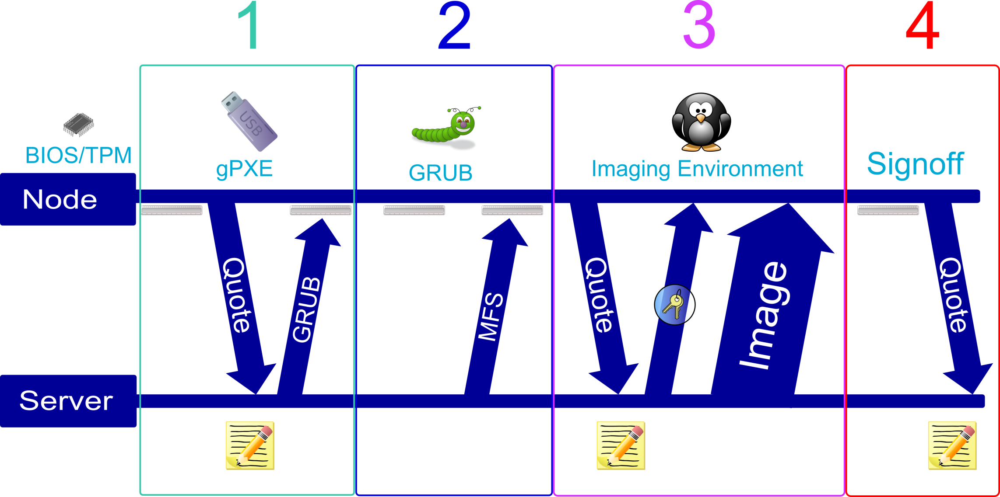 1
2
3
4
USB
BIOS/TPM
gPXE
GRUB
Imaging Environment
Signoff
Node
Quote
GRUB
MFS
Quote
Image
Quote
Server